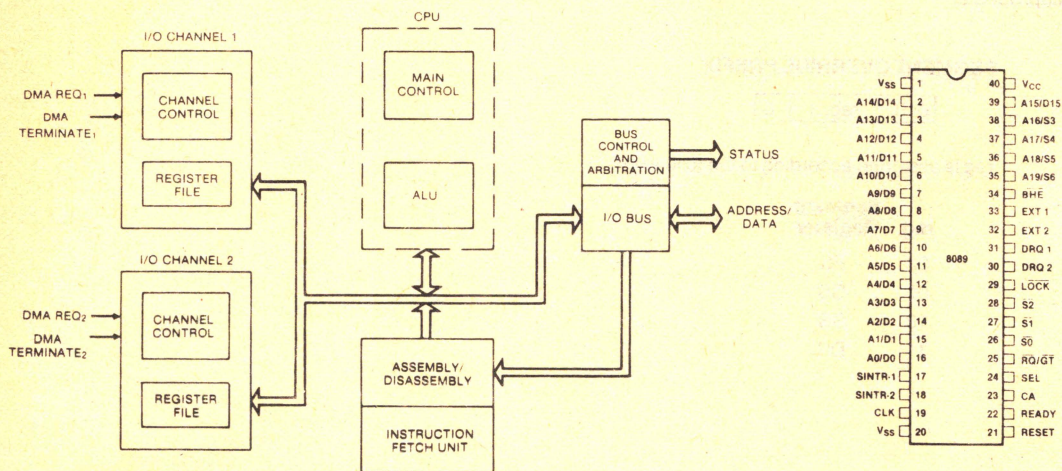 CPU
I/O CHANNEL 1
MAIN
CONTROL
ALU
DMA REQ₁
DMA
TERMINATE₁
CHANNEL
CONTROL
REGISTER
FILE
I/O CHANNEL 2
DMA REQ₂
DMA
TERMINATE₂
CHANNEL
CONTROL
REGISTER
FILE
ASSEMBLY/
DISASSEMBLY
INSTRUCTION
FETCH UNIT
BUS
CONTROL
AND
ARBITRATION
I/O BUS
STATUS
ADDRESS/
DATA
VSS 1 40 VCC
A14/D14 2 39 A15/D15
A13/D13 3 38 A16/S3
A12/D12 4 37 A17/S4
A11/D11 5 36 A18/S5
A10/D10 6 35 A19/S6
A9/D9 7 34 B̅H̅E̅
A8/D8 8 33 EXT 1
A7/D7 9 32 EXT 2
A6/D6 10 31 DRQ 1
8089
A5/D5 11 30 DRQ 2
A4/D4 12 29 L̅O̅C̅K̅
A3/D3 13 28 S̅2̅
A2/D2 14 27 S̅1̅
A1/D1 15 26 S̅0̅
A0/D0 16 25 R̅Q̅/G̅T̅
SINTR-1 17 24 SEL
SINTR-2 18 23 CA
CLK 19 22 READY
VSS 20 21 RESET